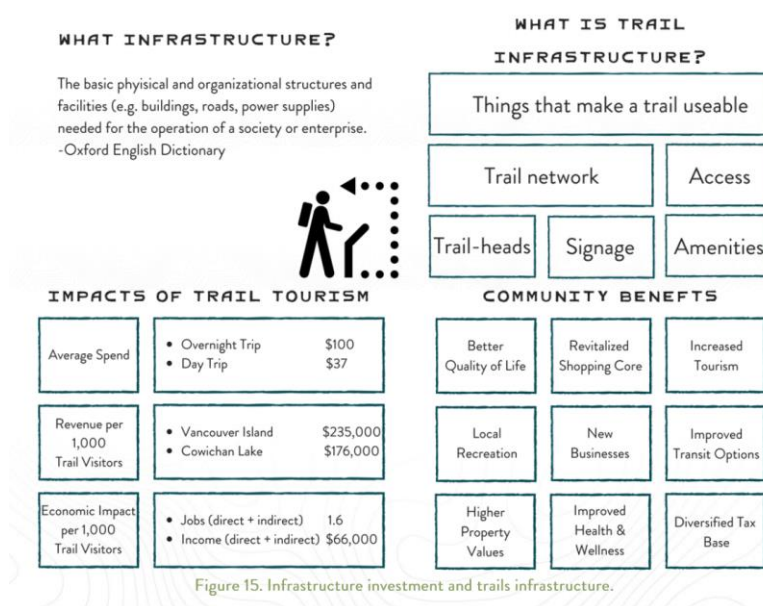 WHAT INFRASTRUCTURE?
The basic phyisical and organizational structures and
facilities (e.g. buildings, roads, power supplies)
needed for the operation of a society or enterprise.
-Oxford English Dictionary
WHAT IS TRAIL
INFRASTRUCTURE?
Things that make a trail useable
Trail network
Access
Trail-heads
Signage
Amenities
IMPACTS OF TRAIL TOURISM
Average Spend
• Overnight Trip $100
• Day Trip $37
Revenue per
1,000
Trail Visitors
• Vancouver Island $235,000
• Cowichan Lake $176,000
Economic Impact
per 1,000
Trail Visitors
• Jobs (direct + indirect) 1.6
• Income (direct + indirect) $66,000
COMMUNITY BENEFTS
Better
Quality of Life
Revitalized
Shopping Core
Increased
Tourism
Local
Recreation
New
Businesses
Improved
Transit Options
Higher
Property
Values
Improved
Health &
Wellness
Diversified Tax
Base
Figure 15. Infrastructure investment and trails infrastructure.